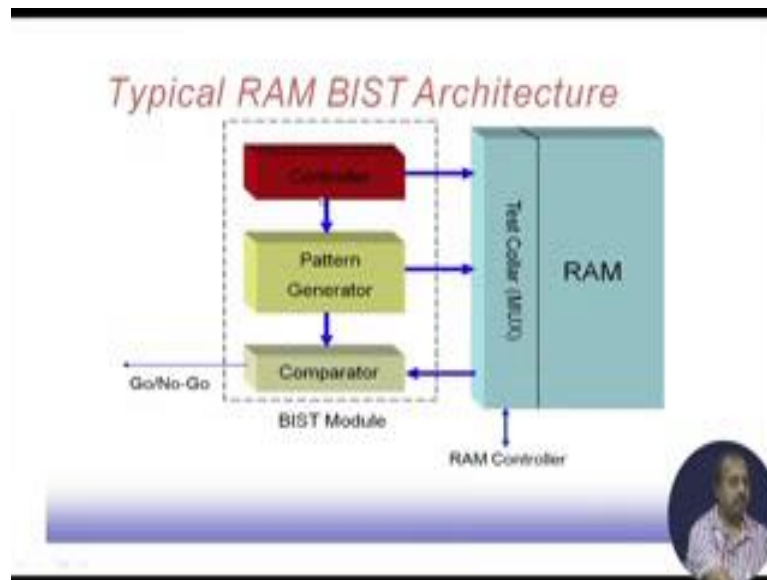 Typical RAM BIST Architecture
Controller
Pattern
Generator
Comparator
Go/No-Go
BIST Module
Test Collar (MUX)
RAM
RAM Controller